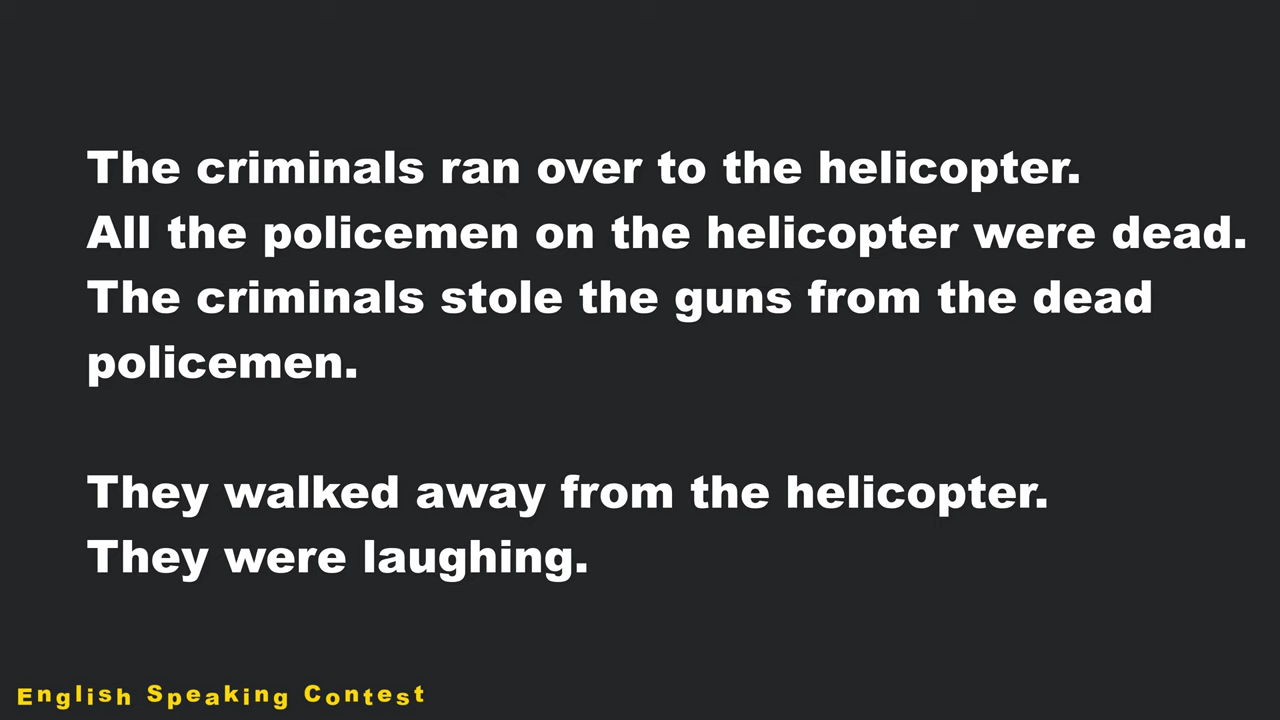 The criminals ran over to the helicopter.
All the policemen on the helicopter were dead.
The criminals stole the guns from the dead
policemen.
They walked away from the helicopter.
They were laughing.
English Speaking Contest